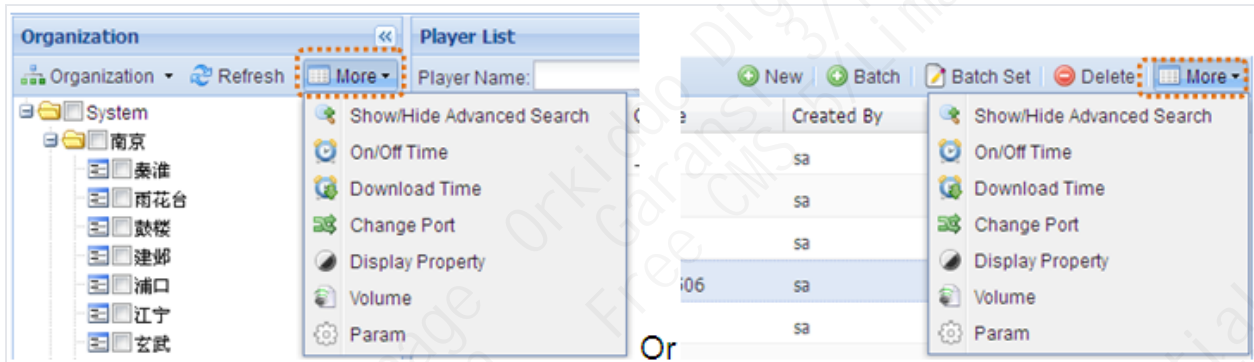 Organization
Organization Refresh More
System
南京
秦淮
雨花台
鼓楼
建邺
浦口
江宁
玄武
Player List
Player Name:
Show/Hide Advanced Search
On/Off Time
Download Time
Change Port
Display Property
Volume
Param
Or
New Batch Batch Set Delete More
Created By
sa
sa
sa
sa
sa
Show/Hide Advanced Search
On/Off Time
Download Time
Change Port
Display Property
Volume
Param